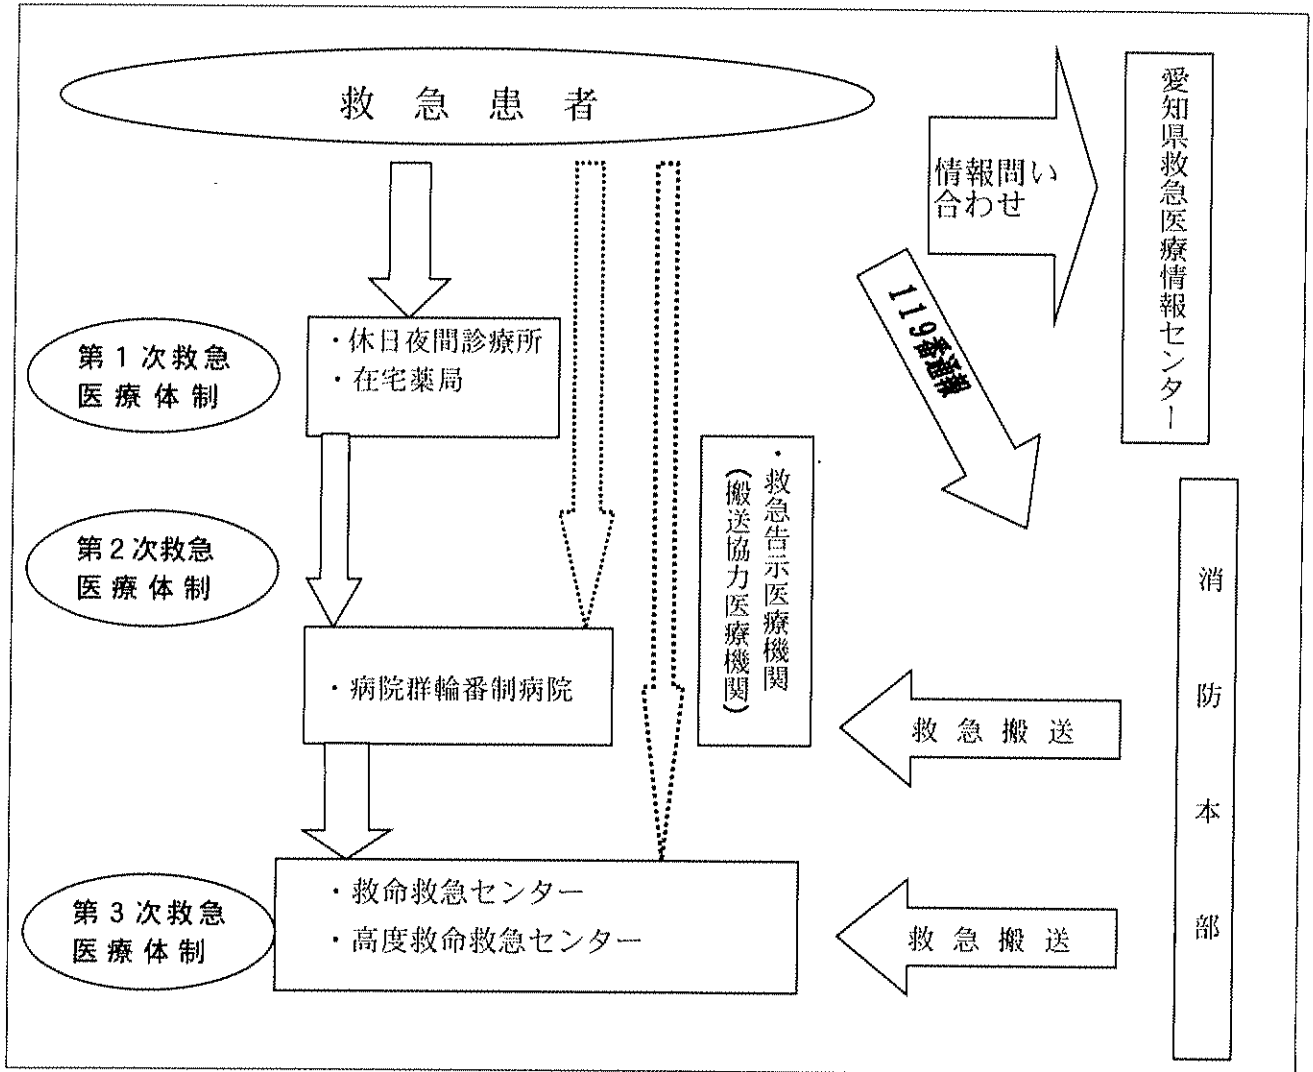 救急患者
情報問い
合わせ
愛知県救急医療情報センター
119番通報
第1次救急
医療体制
・休日夜間診療所
・在宅薬局
・救急告示医療機関
(搬送協力医療機関)
第2次救急
医療体制
・病院群輪番制病院
消防本部
救急搬送
第3次救急
医療体制
・救命救急センター
・高度救命救急センター
救急搬送